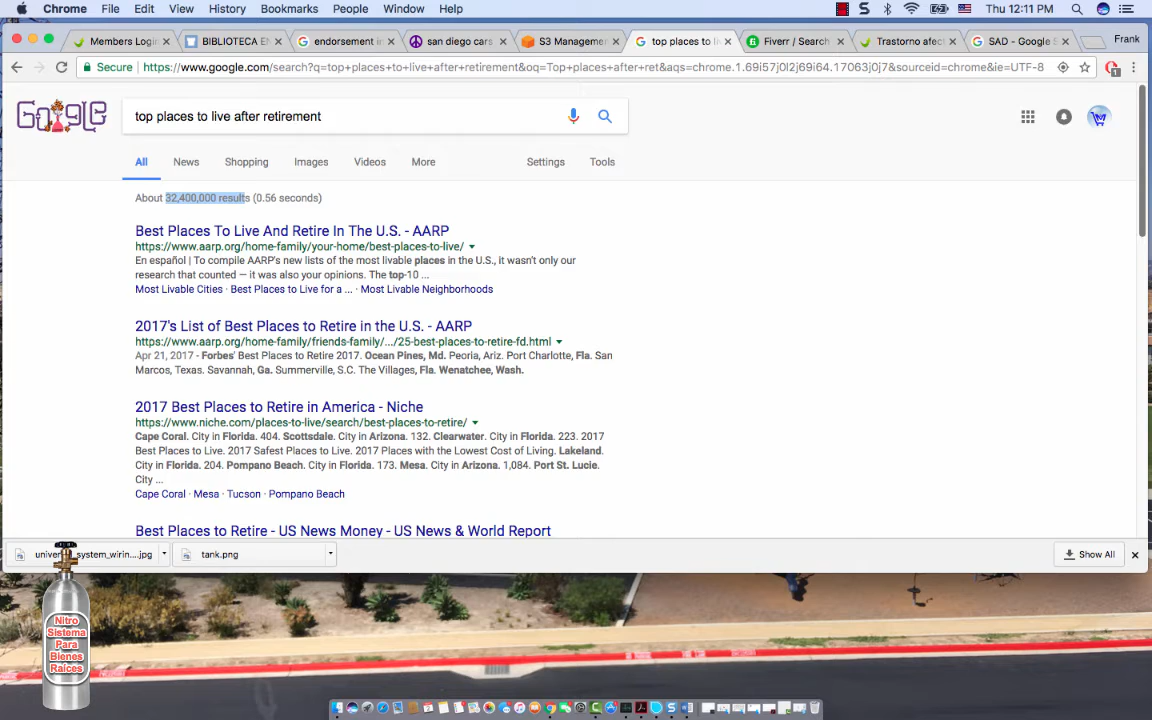 Chrome File Edit View History Bookmarks People Window Help Thu 12:11 PM
Members Login BIBLIOTECA EN endorsement in san diego cars S3 Managemen top places to live Fiverr / Search Trastorno afect SAD - Google S Frank
Secure https://www.google.com/search?q=top+places+to+live+after+retirement&oq=Top+places+after+ret&aqs=chrome.1.69i57j0l2j69i64.17063j0j7&sourceid=chrome&ie=UTF-8
Google top places to live after retirement
All News Shopping Images Videos More Settings Tools
About 32,400,000 results (0.56 seconds)
Best Places To Live And Retire In The U.S. - AARP
https://www.aarp.org/home-family/your-home/best-places-to-live/
En español | To compile AARP's new lists of the most livable places in the U.S., it wasn't only our
research that counted — it was also your opinions. The top-10 ...
Most Livable Cities · Best Places to Live for a ... · Most Livable Neighborhoods
2017's List of Best Places to Retire in the U.S. - AARP
https://www.aarp.org/home-family/friends-family/.../25-best-places-to-retire-fd.html
Apr 21, 2017 - Forbes' Best Places to Retire 2017. Ocean Pines, Md. Peoria, Ariz. Port Charlotte, Fla. San
Marcos, Texas. Savannah, Ga. Summerville, S.C. The Villages, Fla. Wenatchee, Wash.
2017 Best Places to Retire in America - Niche
https://www.niche.com/places-to-live/search/best-places-to-retire/
Cape Coral. City in Florida. 404. Scottsdale. City in Arizona. 132. Clearwater. City in Florida. 223. 2017
Best Places to Live. 2017 Safest Places to Live. 2017 Places with the Lowest Cost of Living. Lakeland.
City in Florida. 204. Pompano Beach. City in Florida. 173. Mesa. City in Arizona. 1,084. Port St. Lucie.
City ...
Cape Coral · Mesa · Tucson · Pompano Beach
Best Places to Retire - US News Money - US News & World Report
system_wirin....jpg tank.png Show All
Nitro
Sistema
Para
Bienes
Raices